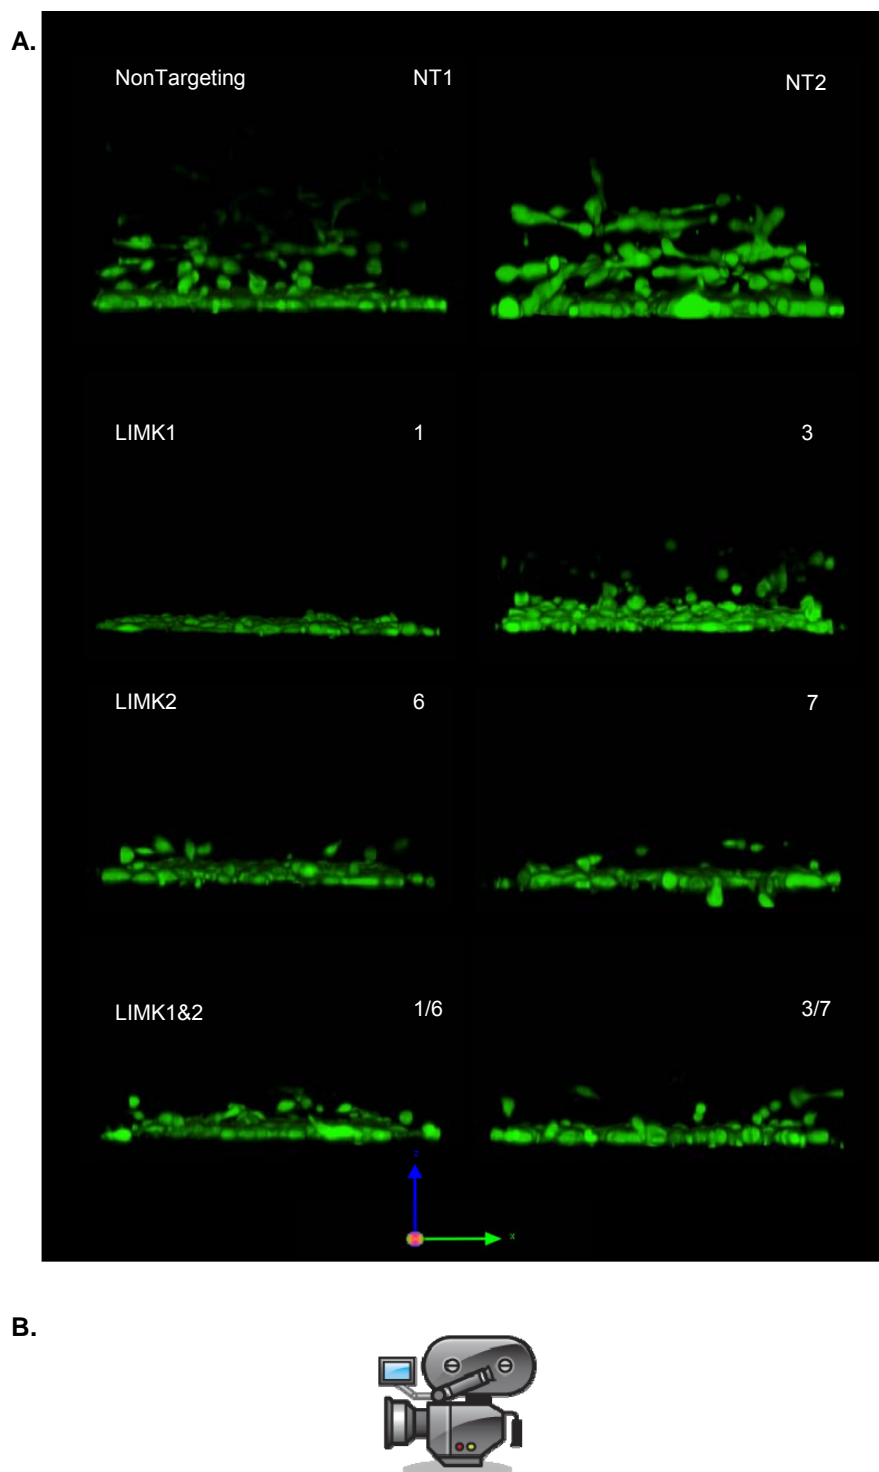 A.
NonTargeting NT1 NT2
LIMK1 1 3
LIMK2 6 7
LIMK1&2 1/6 3/7
z
x
B.